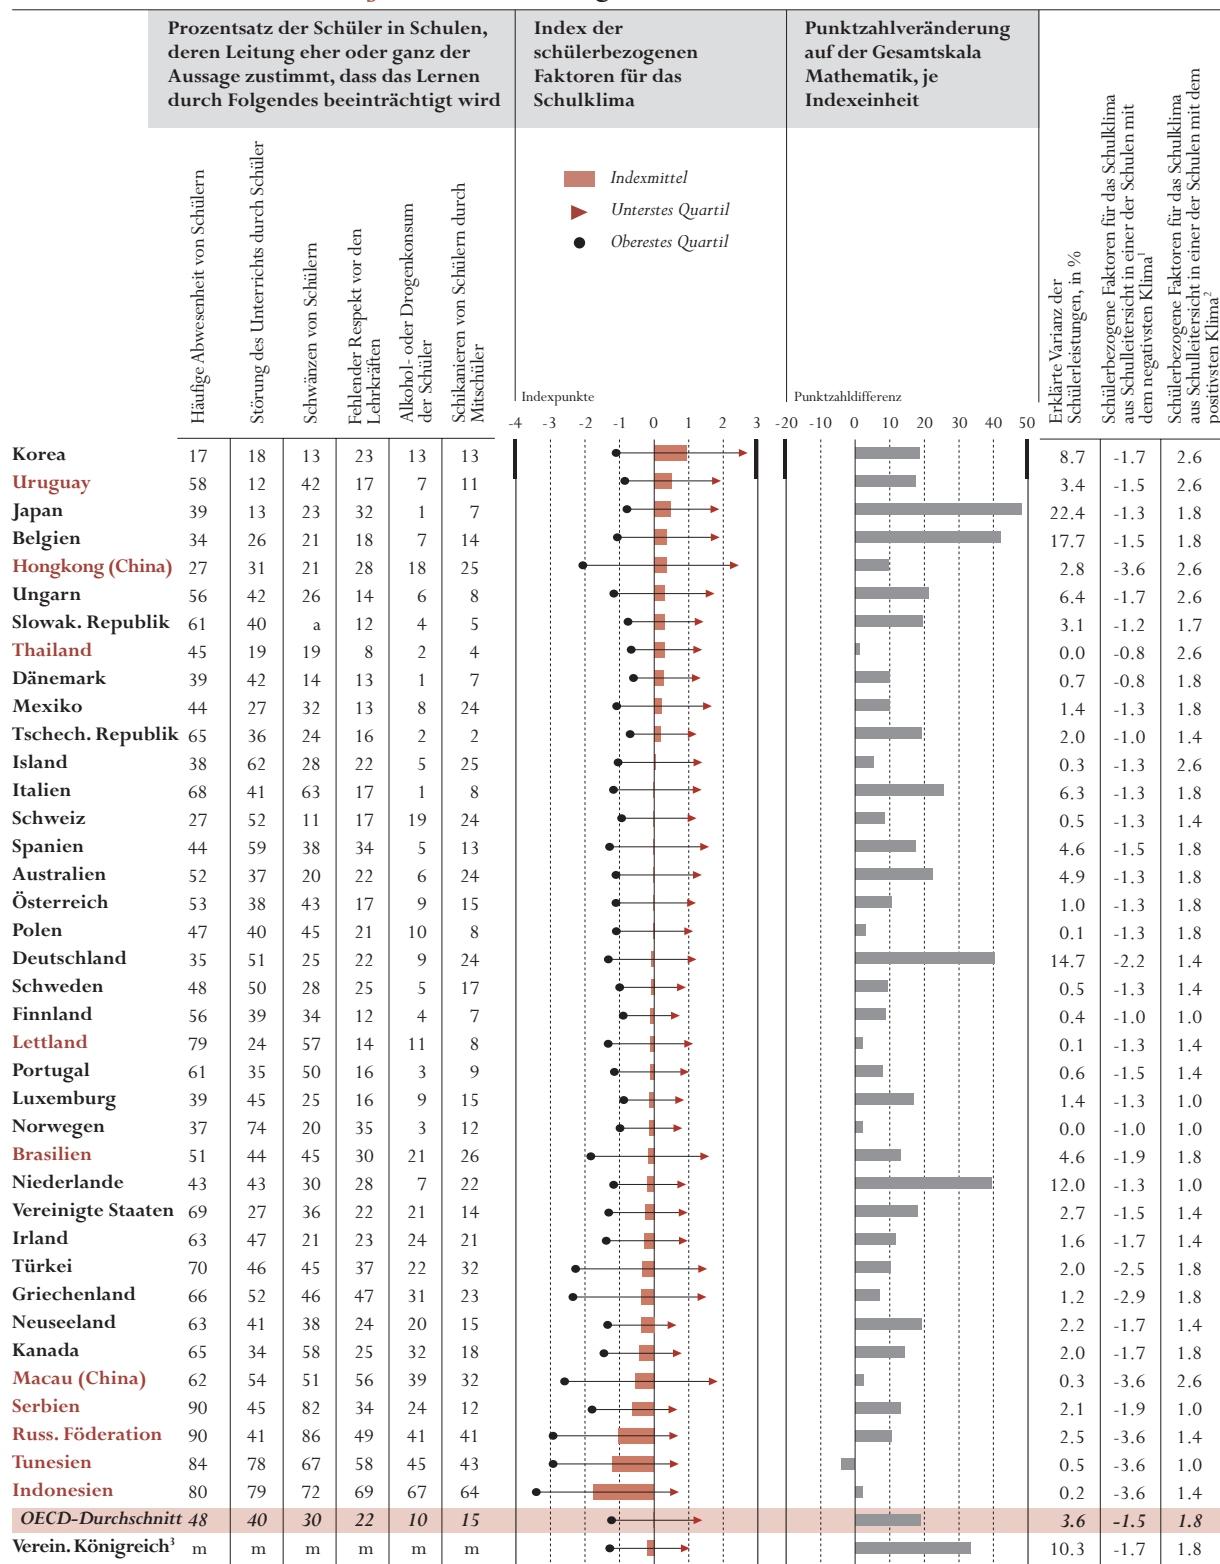 Prozentsatz der Schüler in Schulen,
deren Leitung eher oder ganz der
Aussage zustimmt, dass das Lernen
durch Folgendes beeinträchtigt wird
Index der
schülerbezogenen
Faktoren für das
Schulklima
Punktzahlveränderung
auf der Gesamtskala
Mathematik, je
Indexeinheit
Häufige Abwesenheit von Schülern
Störung des Unterrichts durch Schüler
Schwänzen von Schülern
Fehlender Respekt vor den
Lehrkräften
Alkohol- oder Drogenkonsum
der Schüler
Schikanieren von Schülern durch
Mitschüler
Indexmittel
Unterstes Quartil
Oberestes Quartil
Erklärte Varianz der
Schülerleistungen, in %
Schülerbezogene Faktoren für das Schulklima
aus Schulleitersicht in einer der Schulen mit
dem negativsten Klima1
Schülerbezogene Faktoren für das Schulklima
aus Schulleitersicht in einer der Schulen mit dem
positivsten Klima2
Indexpunkte
Punktzahldifferenz
-4 -3 -2 -1 0 1 2 3 -20 -10 0 10 20 30 40 50
Korea 17 18 13 23 13 13 8.7 -1.7 2.6
Uruguay 58 12 42 17 7 11 3.4 -1.5 2.6
Japan 39 13 23 32 1 7 22.4 -1.3 1.8
Belgien 34 26 21 18 7 14 17.7 -1.5 1.8
Hongkong (China) 27 31 21 28 18 25 2.8 -3.6 2.6
Ungarn 56 42 26 14 6 8 6.4 -1.7 2.6
Slowak. Republik 61 40 a 12 4 5 3.1 -1.2 1.7
Thailand 45 19 19 8 2 4 0.0 -0.8 2.6
Dänemark 39 42 14 13 1 7 0.7 -0.8 1.8
Mexiko 44 27 32 13 8 24 1.4 -1.3 1.8
Tschech. Republik 65 36 24 16 2 2 2.0 -1.0 1.4
Island 38 62 28 22 5 25 0.3 -1.3 2.6
Italien 68 41 63 17 1 8 6.3 -1.3 1.8
Schweiz 27 52 11 17 19 24 0.5 -1.3 1.4
Spanien 44 59 38 34 5 13 4.6 -1.5 1.8
Australien 52 37 20 22 6 24 4.9 -1.3 1.8
Österreich 53 38 43 17 9 15 1.0 -1.3 1.8
Polen 47 40 45 21 10 8 0.1 -1.3 1.8
Deutschland 35 51 25 22 9 24 14.7 -2.2 1.4
Schweden 48 50 28 25 5 17 0.5 -1.3 1.4
Finnland 56 39 34 12 4 7 0.4 -1.0 1.0
Lettland 79 24 57 14 11 8 0.1 -1.3 1.4
Portugal 61 35 50 16 3 9 0.6 -1.5 1.4
Luxemburg 39 45 25 16 9 15 1.4 -1.3 1.0
Norwegen 37 74 20 35 3 12 0.0 -1.0 1.0
Brasilien 51 44 45 30 21 26 4.6 -1.9 1.8
Niederlande 43 43 30 28 7 22 12.0 -1.3 1.0
Vereinigte Staaten 69 27 36 22 21 14 2.7 -1.5 1.4
Irland 63 47 21 23 24 21 1.6 -1.7 1.4
Türkei 70 46 45 37 22 32 2.0 -2.5 1.8
Griechenland 66 52 46 47 31 23 1.2 -2.9 1.8
Neuseeland 63 41 38 24 20 15 2.2 -1.7 1.4
Kanada 65 34 58 25 32 18 2.0 -1.7 1.8
Macau (China) 62 54 51 56 39 32 0.3 -3.6 2.6
Serbien 90 45 82 34 24 12 2.1 -1.9 1.0
Russ. Föderation 90 41 86 49 41 41 2.5 -3.6 1.4
Tunesien 84 78 67 58 45 43 0.5 -3.6 1.0
Indonesien 80 79 72 69 67 64 0.2 -3.6 1.4
OECD-Durchschnitt 48 40 30 22 10 15 3.6 -1.5 1.8
Verein. Königreich3 m m m m m m 10.3 -1.7 1.8